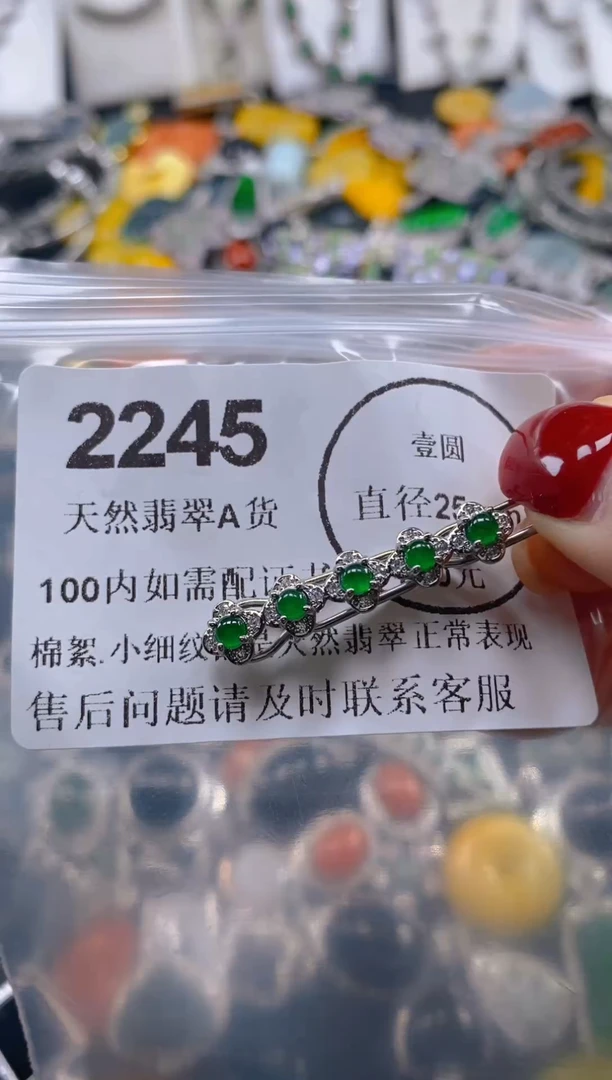 2245
壹圆
天然翡翠A货
直径25
100内如需配证
元
棉絮.小细纹 天然翡翠正常表现
售后问题请及时联系客服